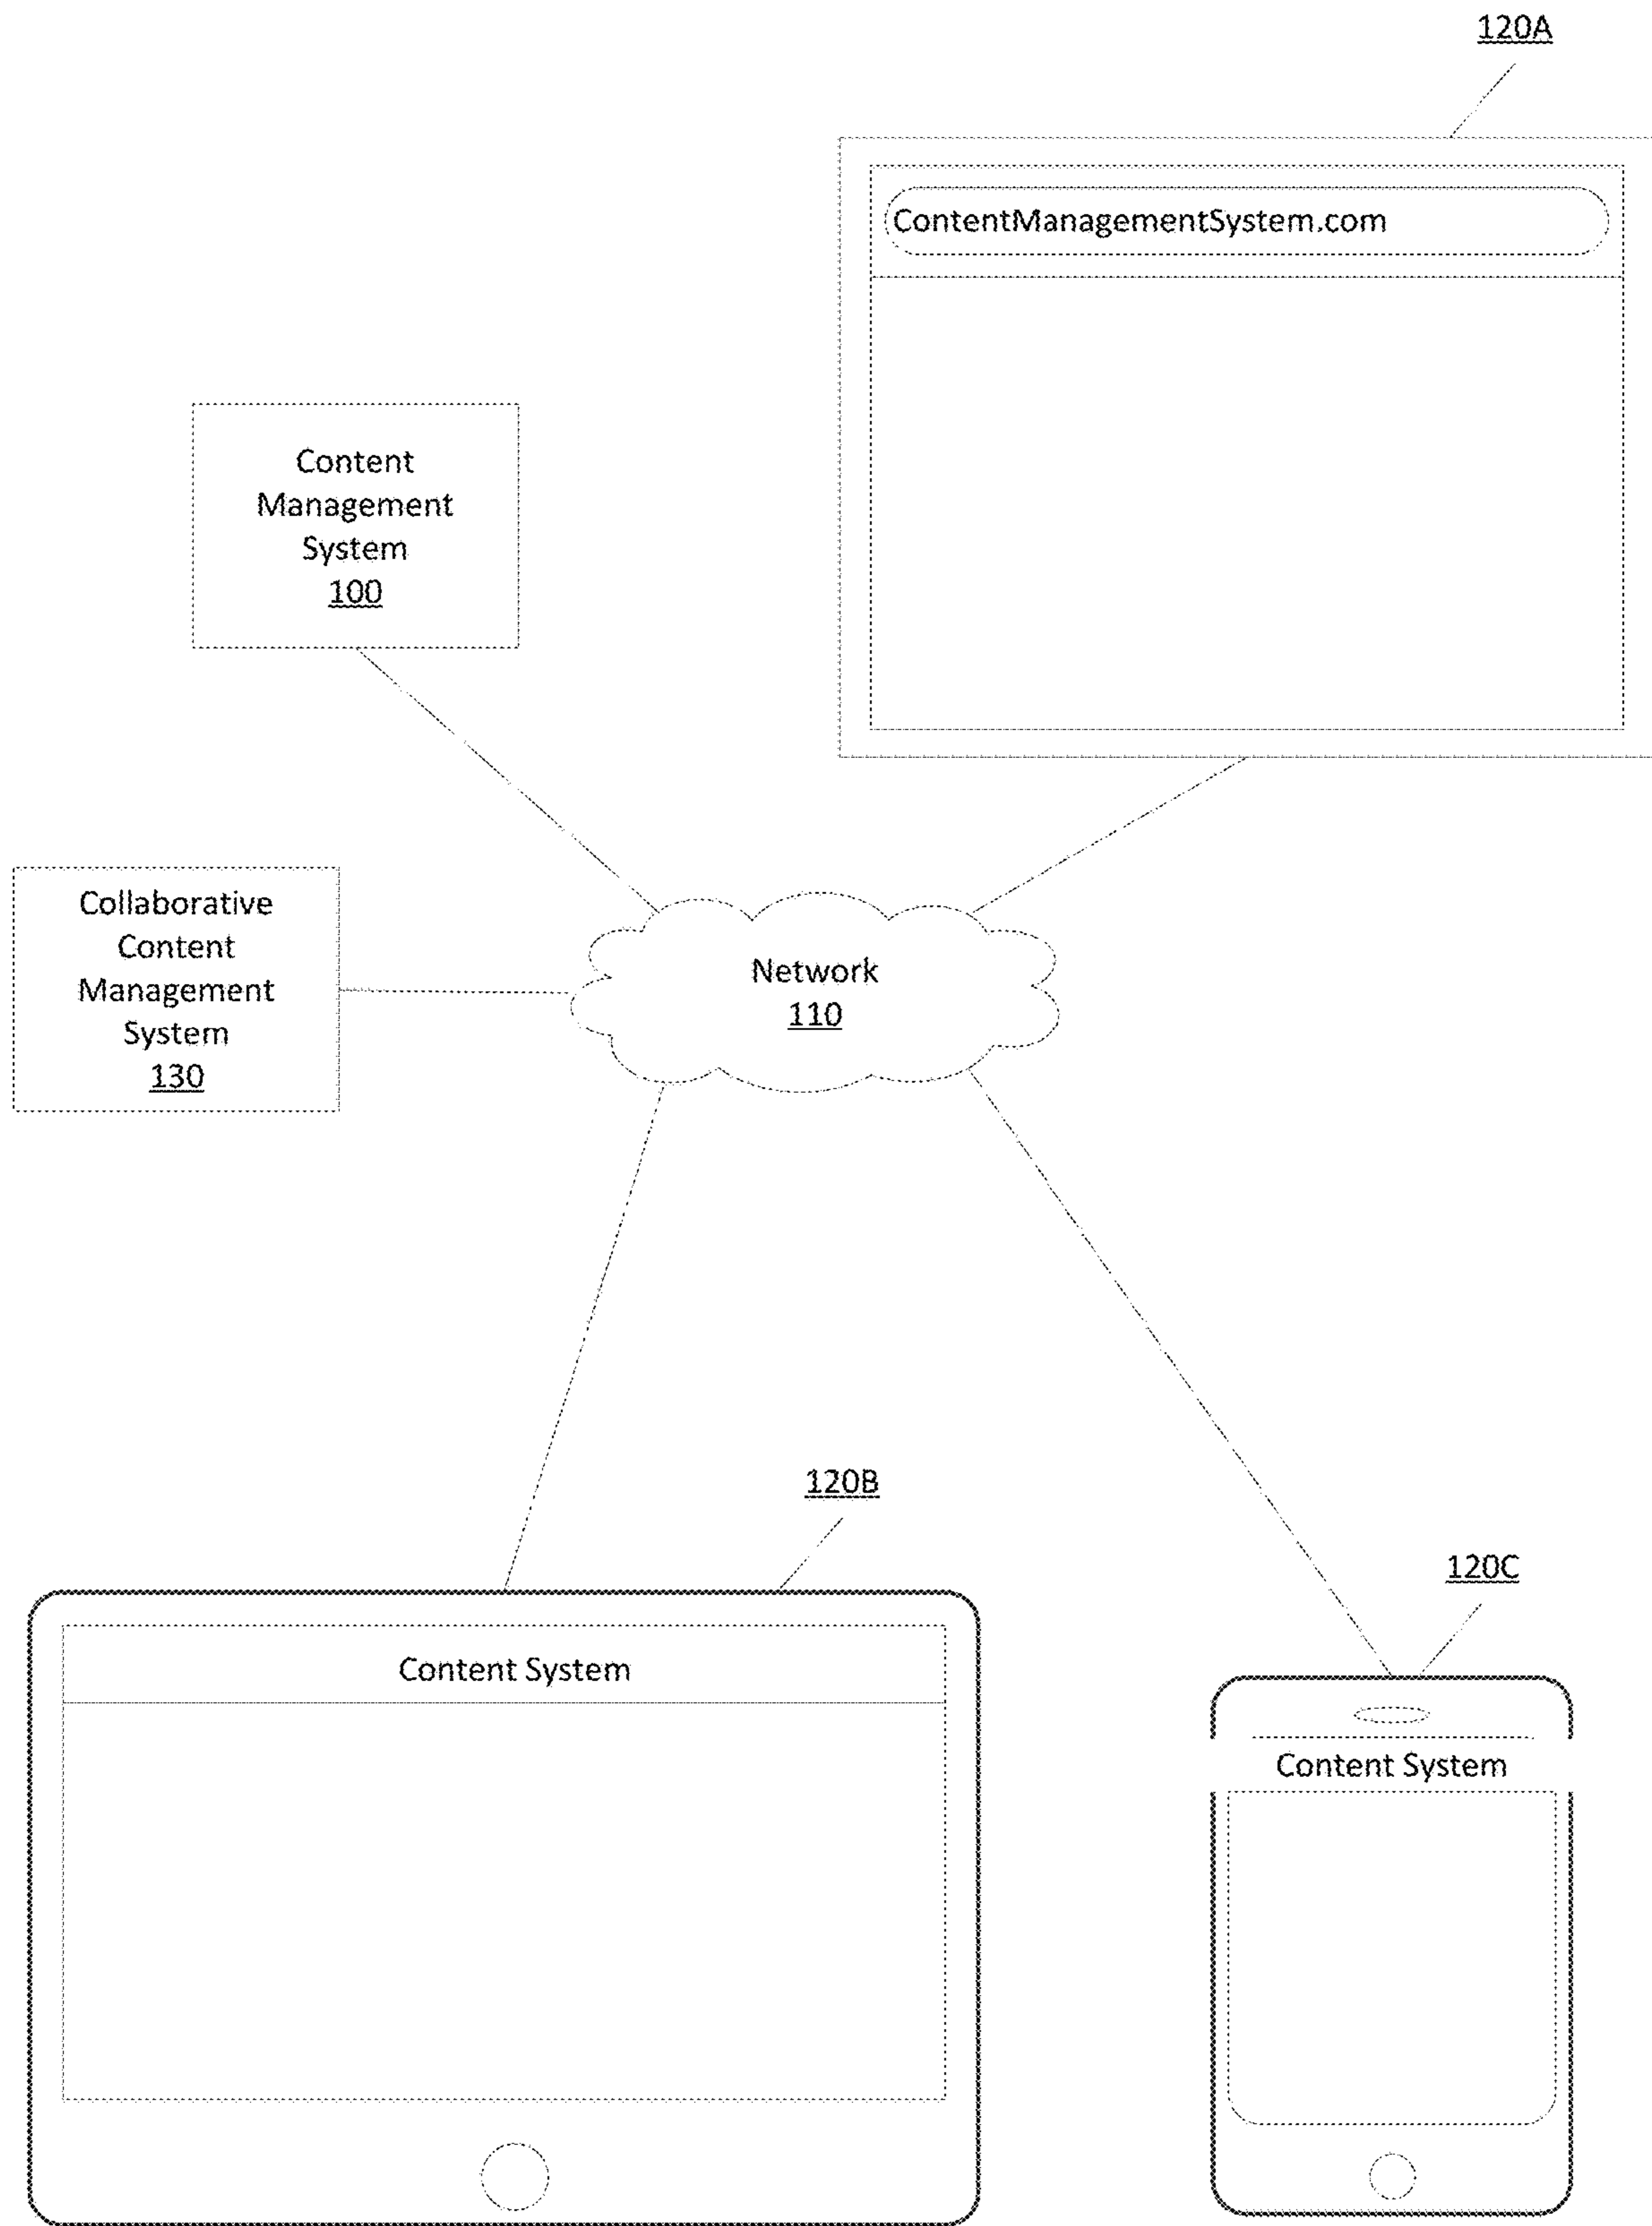 120A
ContentManagementSystem.com
Content
Management
System
100
Collaborative
Content
Management
System
130
Network
110
120B
Content System
120C
Content System